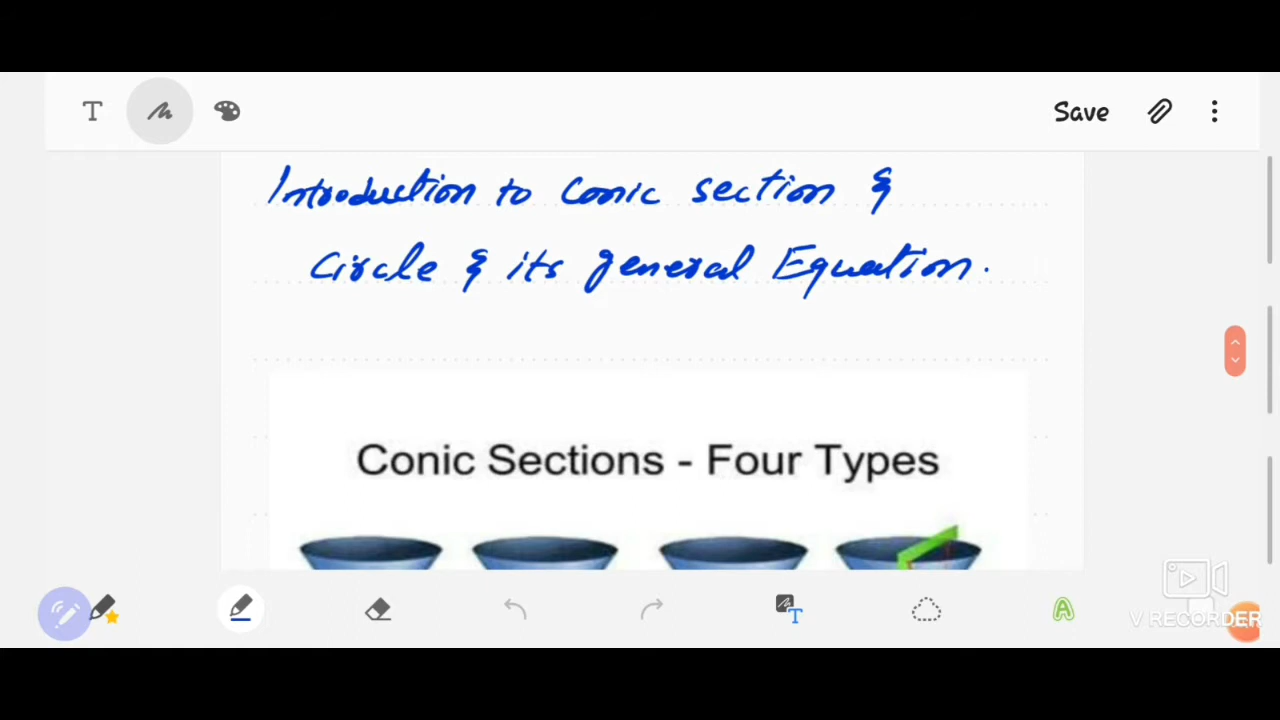 T
Save
Introduction to Conic section &
Circle & its general Equation.
Conic Sections - Four Types
T
A
V RECORDER